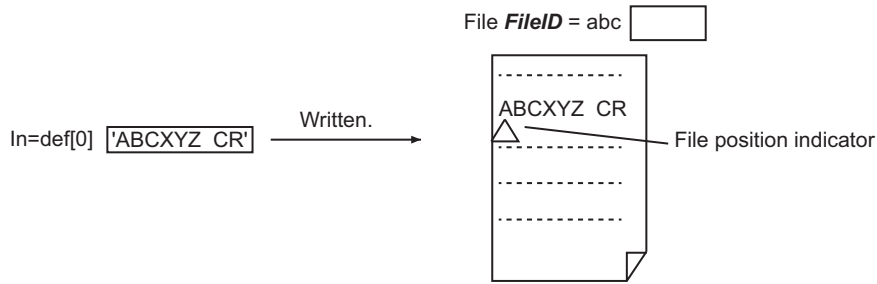 File FileID = abc
ABCXYZ CR
In=def[0] 'ABCXYZ CR'
Written.
File position indicator